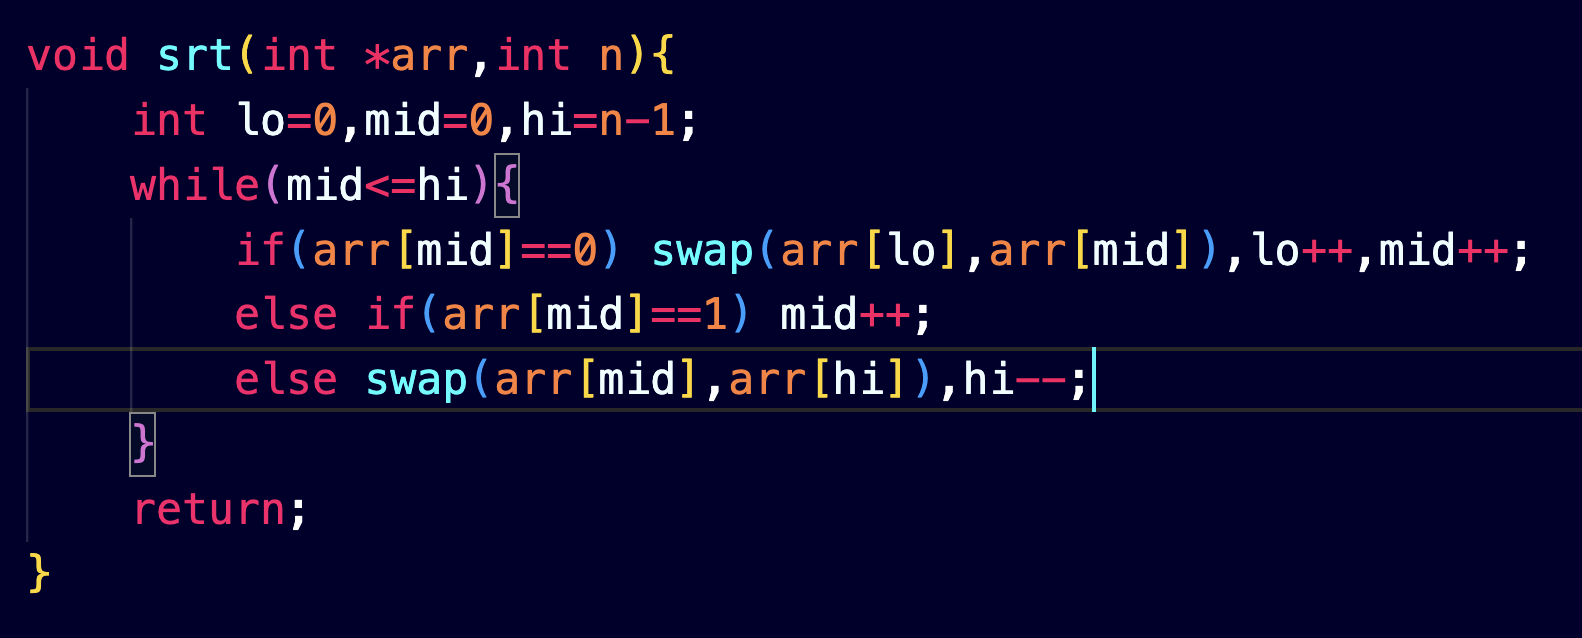 void srt(int *arr,int n){
    int lo=0,mid=0,hi=n-1;
    while(mid<=hi){
        if(arr[mid]==0) swap(arr[lo],arr[mid]),lo++,mid++;
        else if(arr[mid]==1) mid++;
        else swap(arr[mid],arr[hi]),hi--;
    }
    return;
}